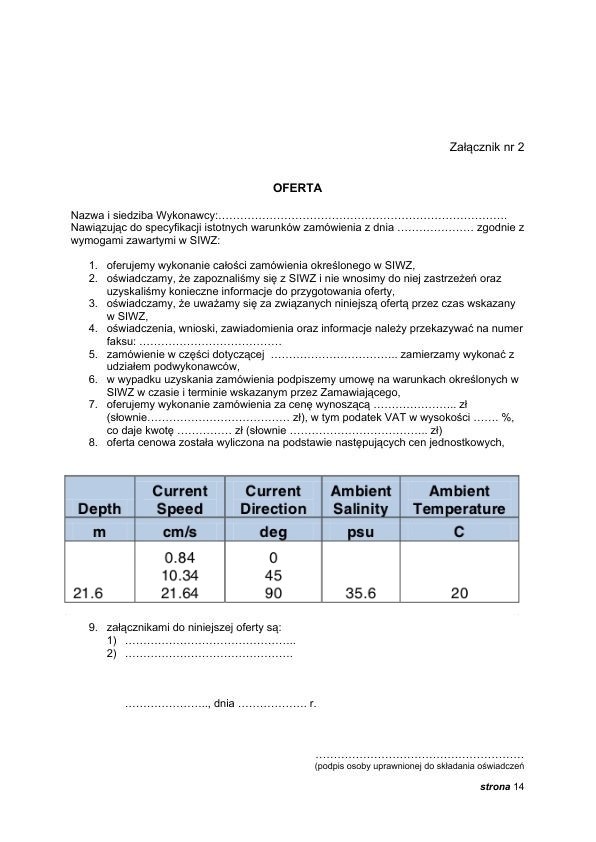 Załącznik nr 2
OFERTA
Nazwa i siedziba Wykonawcy:……………………………………………………………………
Nawiązując do specyfikacji istotnych warunków zamówienia z dnia ………………… zgodnie z
wymogami zawartymi w SIWZ:
1. oferujemy wykonanie całości zamówienia określonego w SIWZ,
2. oświadczamy, że zapoznaliśmy się z SIWZ i nie wnosimy do niej zastrzeżeń oraz
uzyskaliśmy konieczne informacje do przygotowania oferty,
3. oświadczamy, że uważamy się za związanych niniejszą ofertą przez czas wskazany
w SIWZ,
4. oświadczenia, wnioski, zawiadomienia oraz informacje należy przekazywać na numer
faksu: …………………………………
5. zamówienie w części dotyczącej …………………………….. zamierzamy wykonać z
udziałem podwykonawców,
6. w wypadku uzyskania zamówienia podpiszemy umowę na warunkach określonych w
SIWZ w czasie i terminie wskazanym przez Zamawiającego,
7. oferujemy wykonanie zamówienia za cenę wynoszącą ………………….. zł
(słownie………………………………… zł), w tym podatek VAT w wysokości ……. %,
co daje kwotę …………… zł (słownie ……………………………….. zł)
8. oferta cenowa została wyliczona na podstawie następujących cen jednostkowych,
Depth Current Speed Current Direction Ambient Salinity Ambient Temperature
m cm/s deg psu C
0.84 0
10.34 45
21.6 21.64 90 35.6 20
9. załącznikami do niniejszej oferty są:
1) ………………………………………..
2) ……………………………………….
………………….., dnia ………………. r.
…………………………………………………
(podpis osoby uprawnionej do składania oświadczeń
strona 14